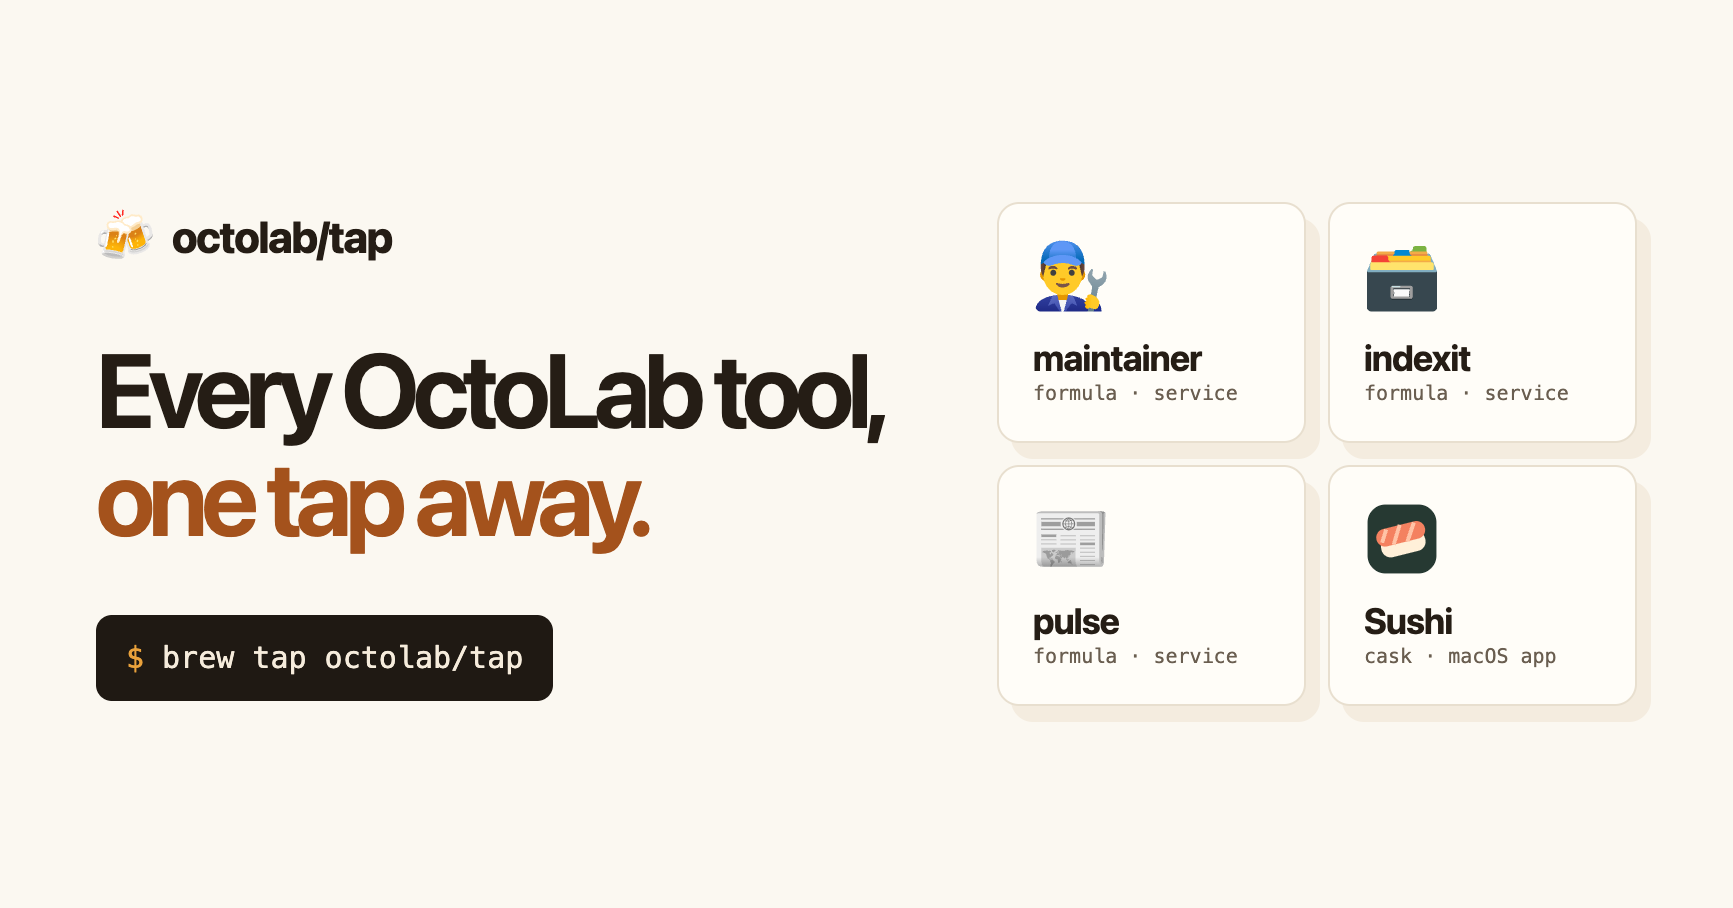 octolab/tap
Every OctoLab tool,
one tap away.
$ brew tap octolab/tap
maintainer
formula · service
indexit
formula · service
pulse
formula · service
Sushi
cask · macOS app